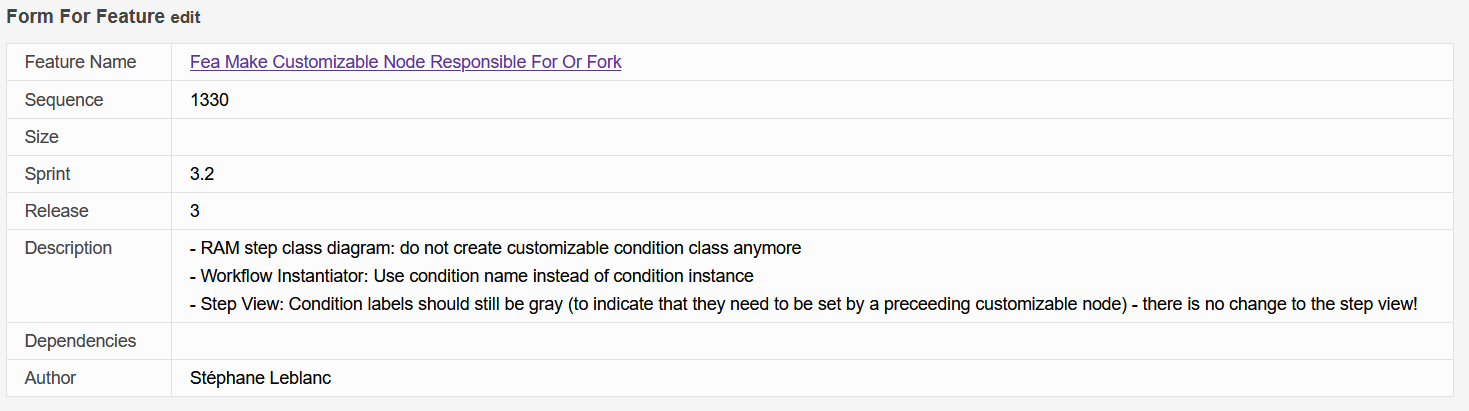 Form For Feature edit
Feature Name Fea Make Customizable Node Responsible For Or Fork
Sequence 1330
Size
Sprint 3.2
Release 3
Description - RAM step class diagram: do not create customizable condition class anymore
- Workflow Instantiator: Use condition name instead of condition instance
- Step View: Condition labels should still be gray (to indicate that they need to be set by a preceeding customizable node) - there is no change to the step view!
Dependencies
Author Stéphane Leblanc